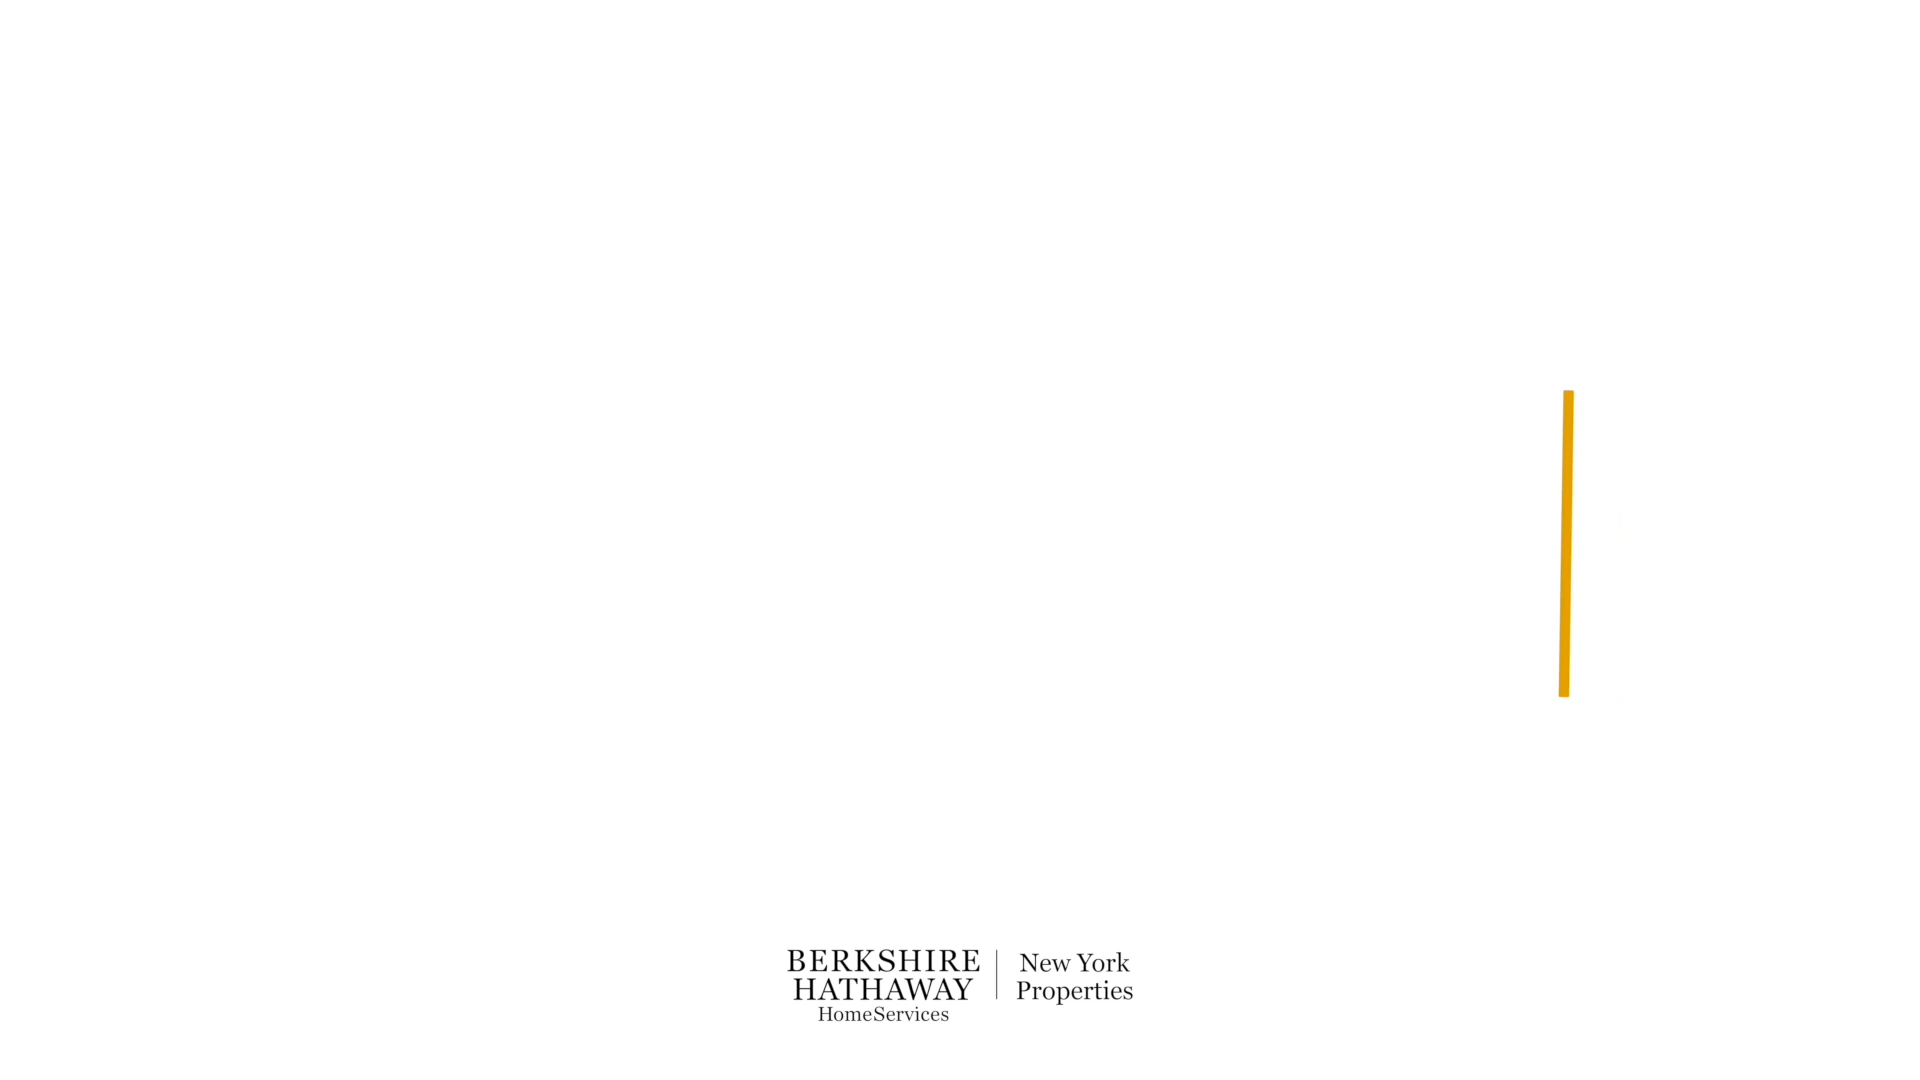 BERKSHIRE
HATHAWAY
HomeServices
New York
Properties